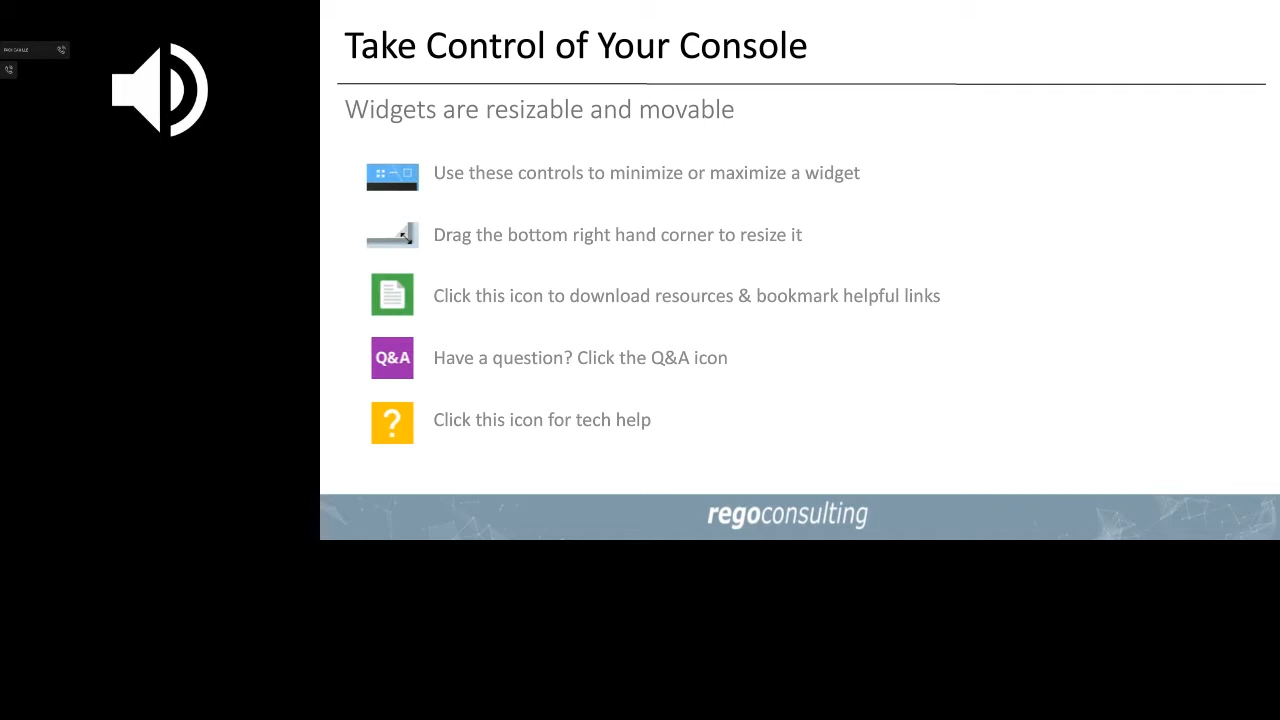 Take Control of Your Console
Widgets are resizable and movable
Use these controls to minimize or maximize a widget
Drag the bottom right hand corner to resize it
Click this icon to download resources & bookmark helpful links
Q&A Have a question? Click the Q&A icon
? Click this icon for tech help
regoconsulting